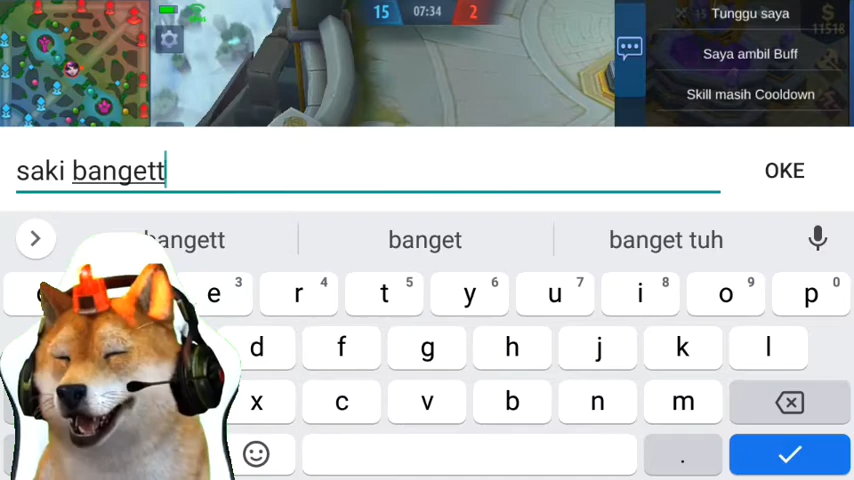 15 07:34 2
Tunggu saya
11518
Saya ambil Buff
Skill masih Cooldown
saki bangett
OKE
bangett banget banget tuh
e 3 r 4 t 5 y 6 u 7 i 8 o 9 p 0
d f g h j k l
x c v b n m
.